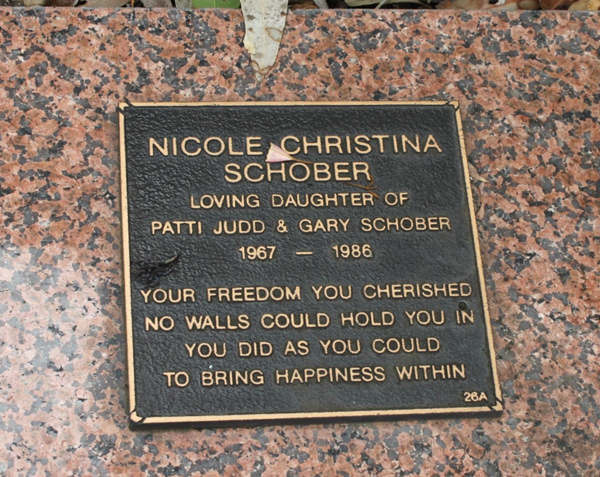 NICOLE CHRISTINA
SCHOBER
LOVING DAUGHTER OF
PATTI JUDD & GARY SCHOBER
1967 — 1986
YOUR FREEDOM YOU CHERISHED
NO WALLS COULD HOLD YOU IN
YOU DID AS YOU COULD
TO BRING HAPPINESS WITHIN
26A